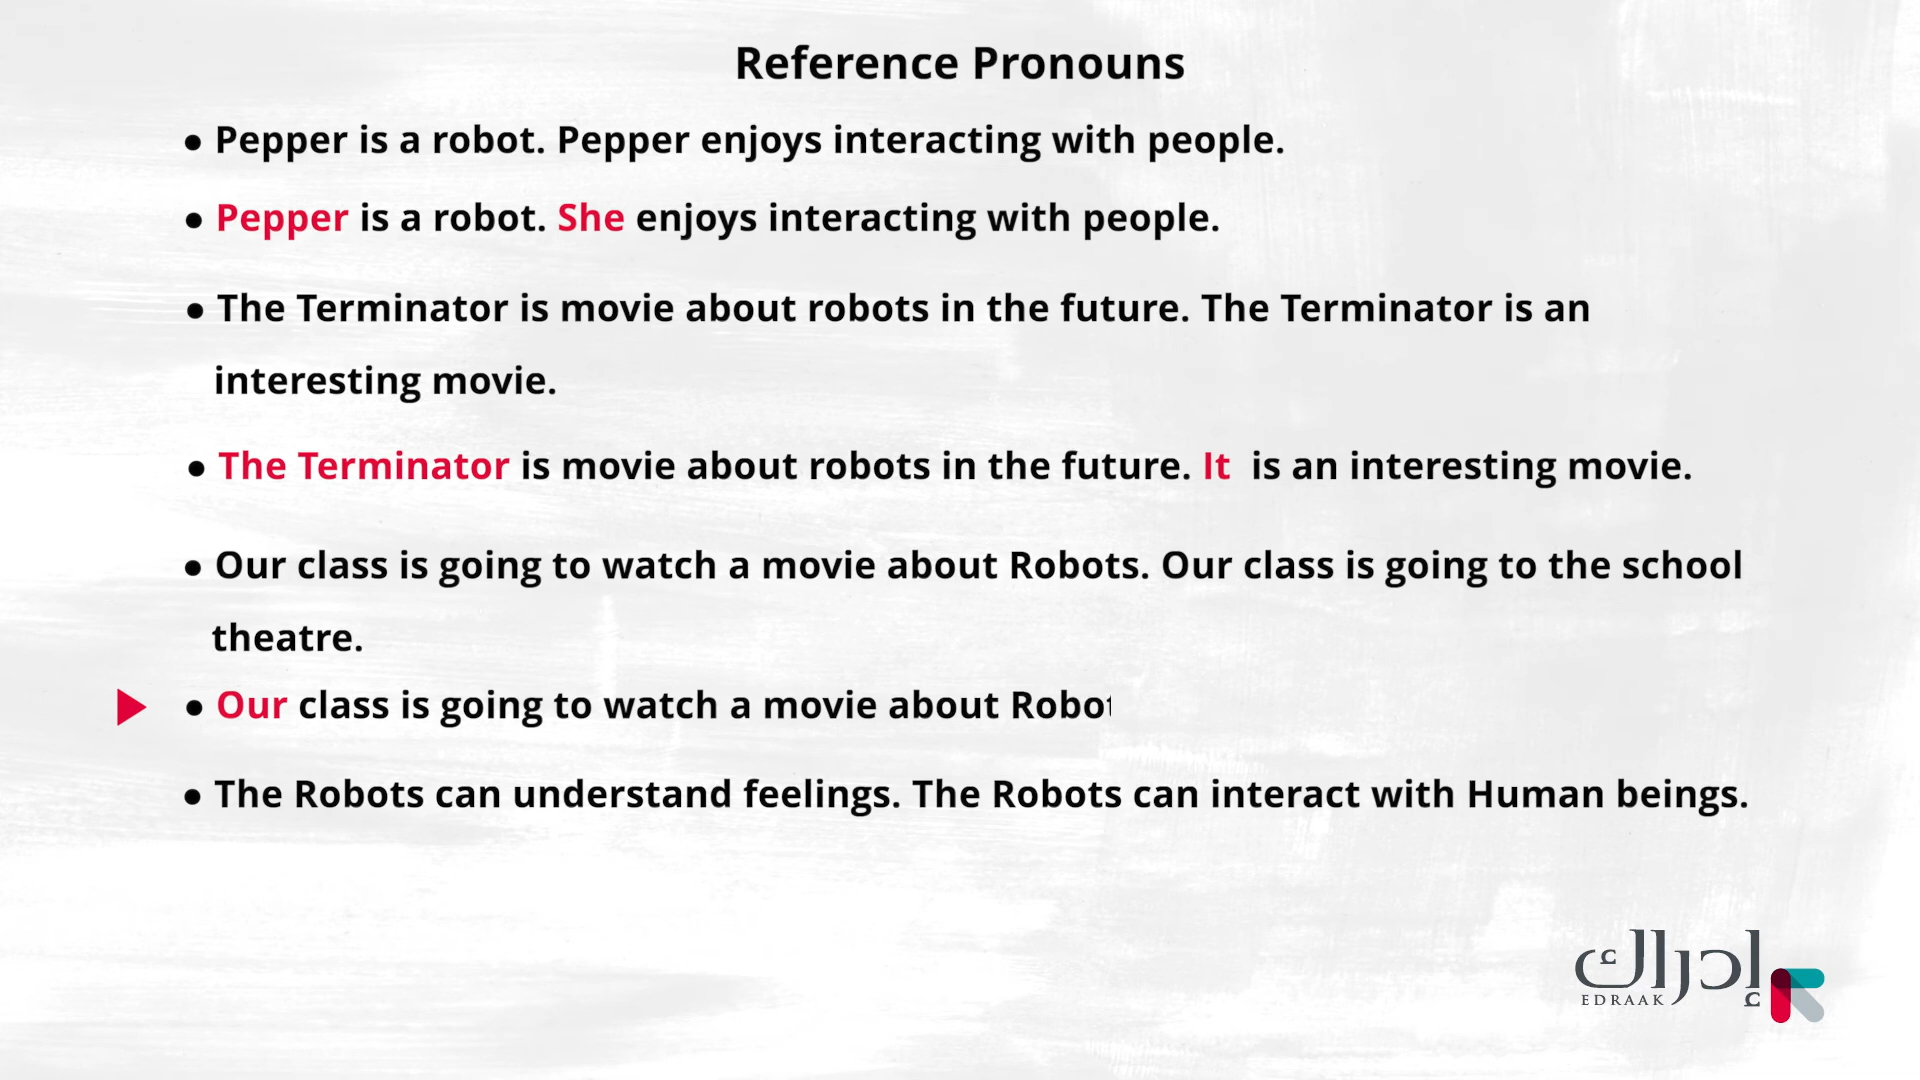 Reference Pronouns
• Pepper is a robot. Pepper enjoys interacting with people.
• Pepper is a robot. She enjoys interacting with people.
• The Terminator is movie about robots in the future. The Terminator is an
interesting movie.
• The Terminator is movie about robots in the future. It is an interesting movie.
• Our class is going to watch a movie about Robots. Our class is going to the school
theatre.
• Our class is going to watch a movie about
• The Robots can understand feelings. The Robots can interact with Human beings.
إدراك
EDRAAK